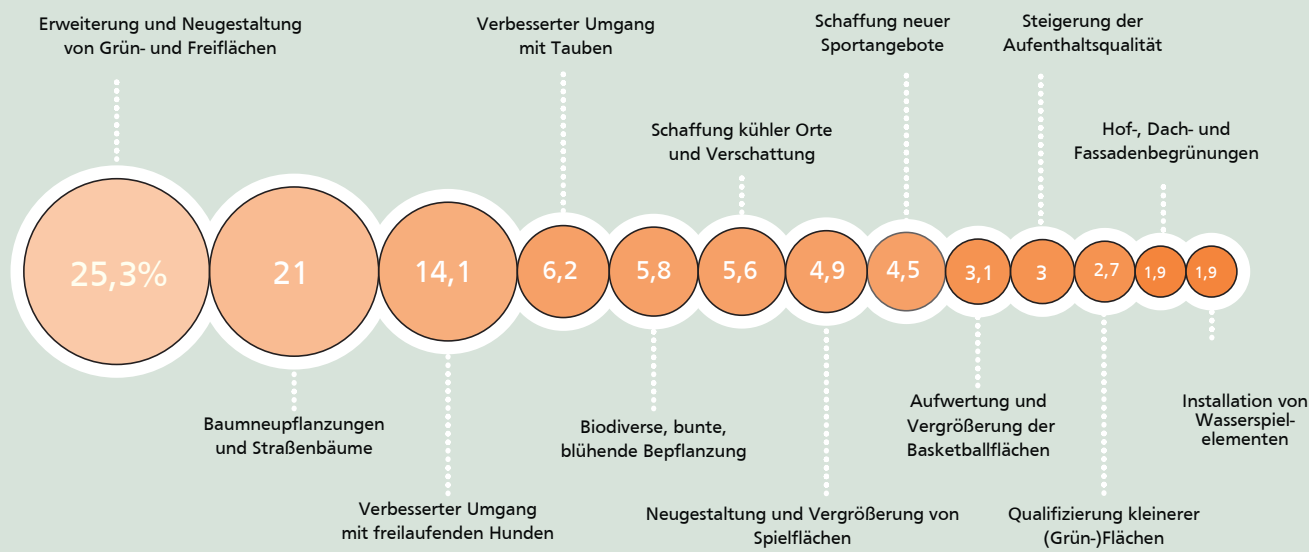 Erweiterung und Neugestaltung
von Grün- und Freiflächen
Verbesserter Umgang
mit Tauben
Schaffung neuer
Sportangebote
Steigerung der
Aufenthaltsqualität
Schaffung kühler Orte
und Verschattung
Hof-, Dach- und
Fassadenbegrünungen
25,3%
21
14,1
6,2
5,8
5,6
4,9
4,5
3,1
3
2,7
1,9
1,9
Baumneupflanzungen
und Straßenbäume
Biodiverse, bunte,
blühende Bepflanzung
Aufwertung und
Vergrößerung der
Basketballflächen
Installation von
Wasserspiel-
elementen
Verbesserter Umgang
mit freilaufenden Hunden
Neugestaltung und Vergrößerung von
Spielflächen
Qualifizierung kleinerer
(Grün-)Flächen